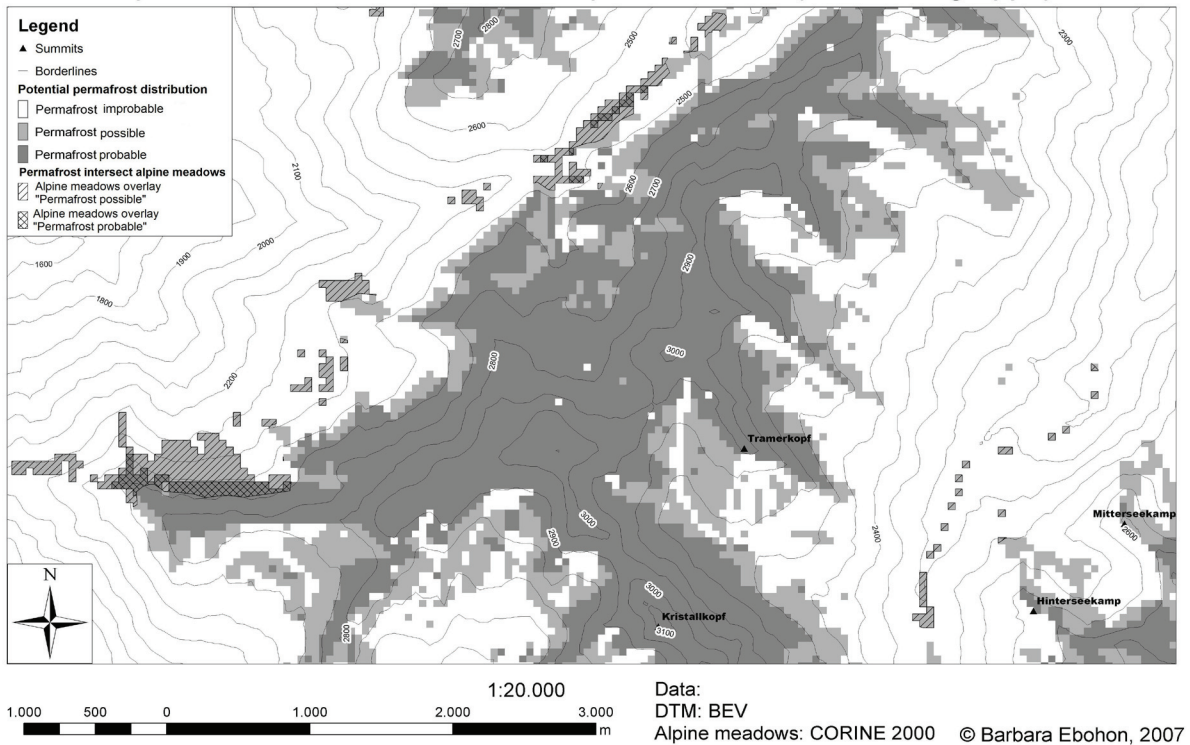 Legend
Summits
Borderlines
Potential permafrost distribution
Permafrost improbable
Permafrost possible
Permafrost probable
Permafrost intersect alpine meadows
Alpine meadows overlay
"Permafrost possible"
Alpine meadows overlay
"Permafrost probable"
2700
2800
2500
2300
2500
2600
2100
2600
2700
2000
1900
1600
2900
1800
3000
2800
2200
Tramerkopf
Mitterseekamp
2600
3000
2900
2400
3000
Hinterseekamp
Kristallkopf
3100
2800
N
1:20.000
1.000 500 0 1.000 2.000 3.000
m
Data:
DTM: BEV
Alpine meadows: CORINE 2000
© Barbara Ebohon, 2007